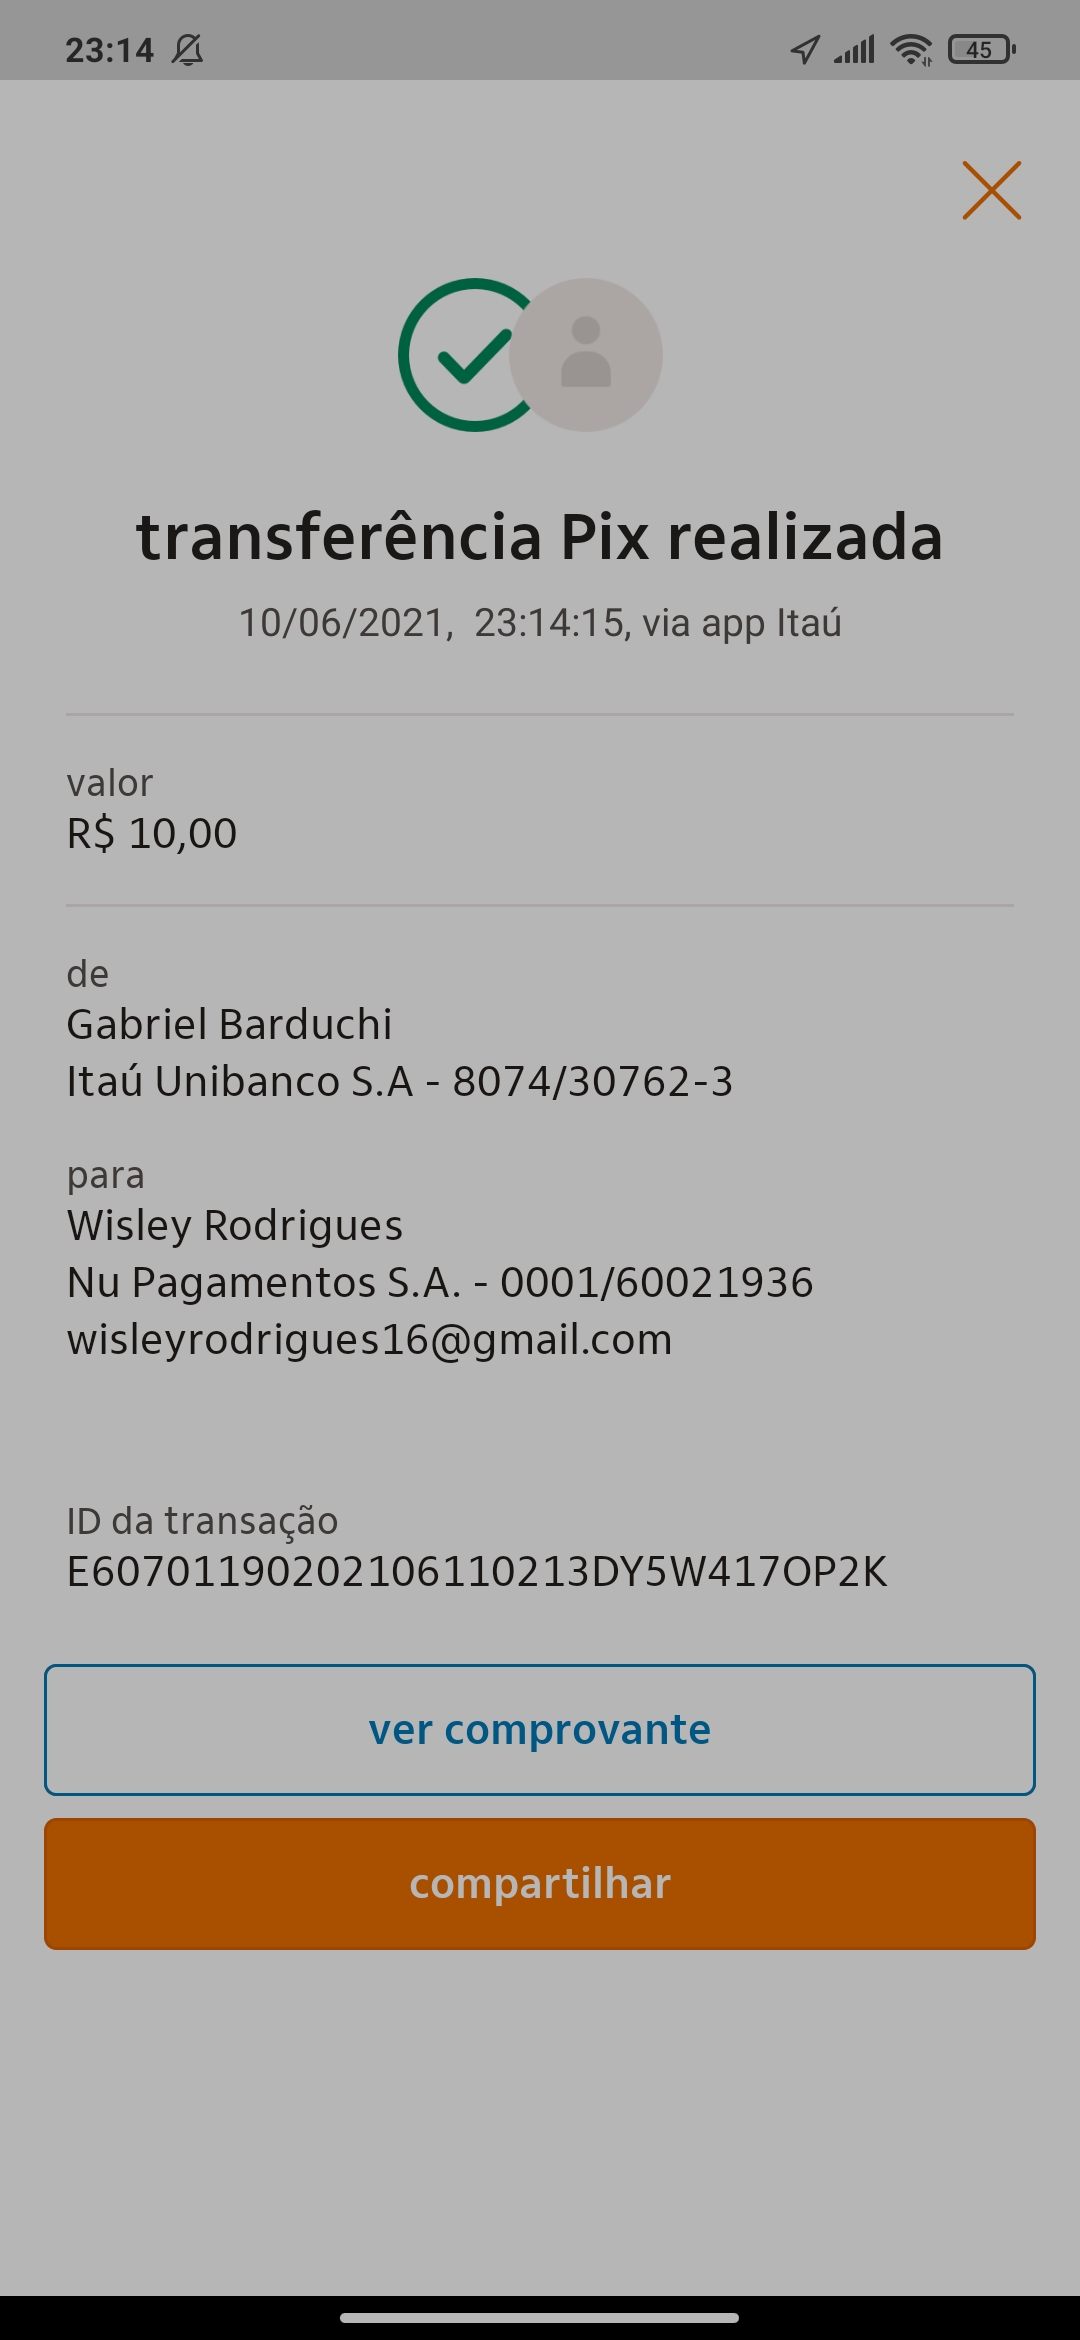 23:14
45
transferência Pix realizada
10/06/2021, 23:14:15, via app Itaú
valor
R$ 10,00
de
Gabriel Barduchi
Itaú Unibanco S.A - 8074/30762-3
para
Wisley Rodrigues
Nu Pagamentos S.A. - 0001/60021936
wisleyrodrigues16@gmail.com
ID da transação
E60701190202106110213DY5W417OP2K
ver comprovante
compartilhar